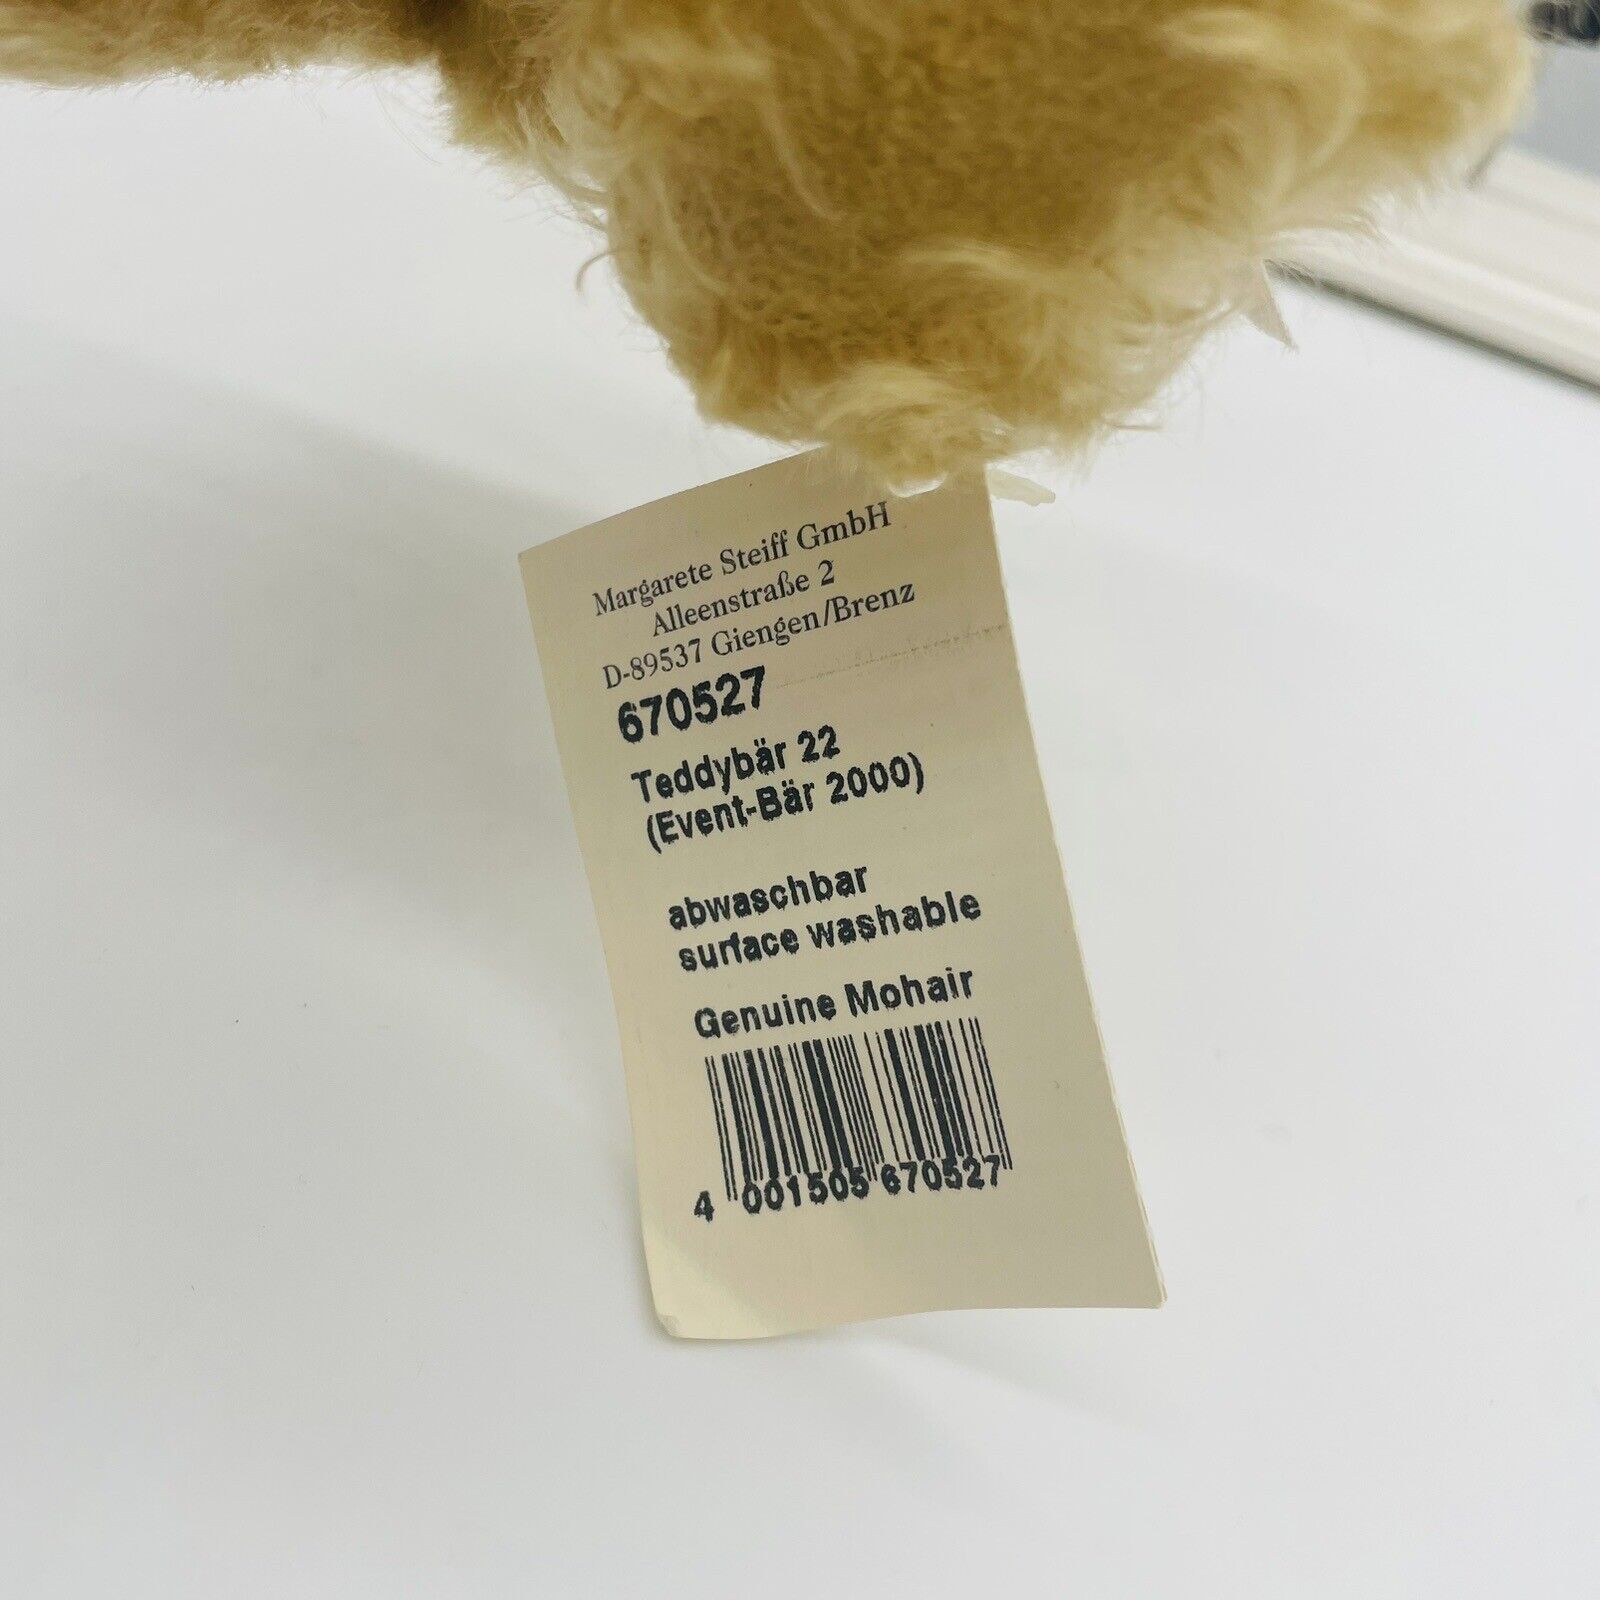 Margarete Steiff GmbH
Alleenstraße 2
D-89537 Giengen/Brenz
670527
Teddybär 22
(Event-Bär 2000)
abwaschbar
surface washable
Genuine Mohair
4 001505 670527